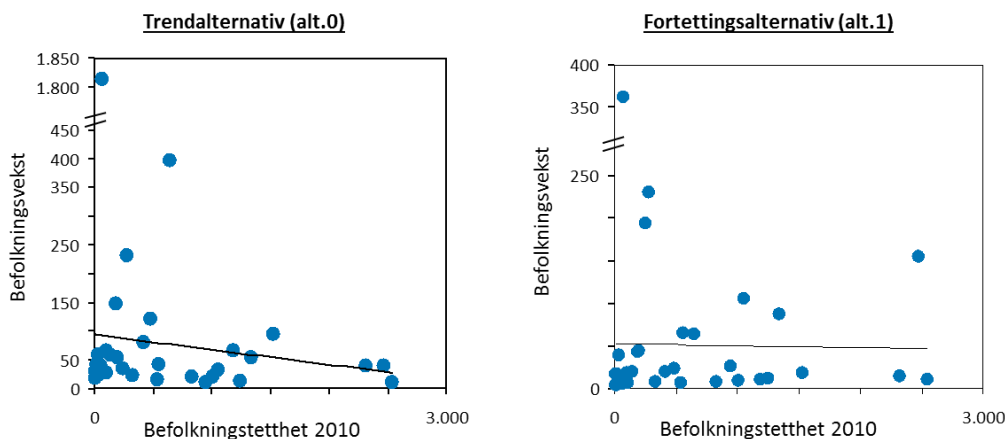 Trendalternativ (alt.0)
1.850
1.800
450
400
350
250
150
50
0
0
3.000
Befolkningsvekst
Befolkningstetthet 2010
Fortettingsalternativ (alt.1)
400
350
250
0
0
3.000
Befolkningsvekst
Befolkningstetthet 2010